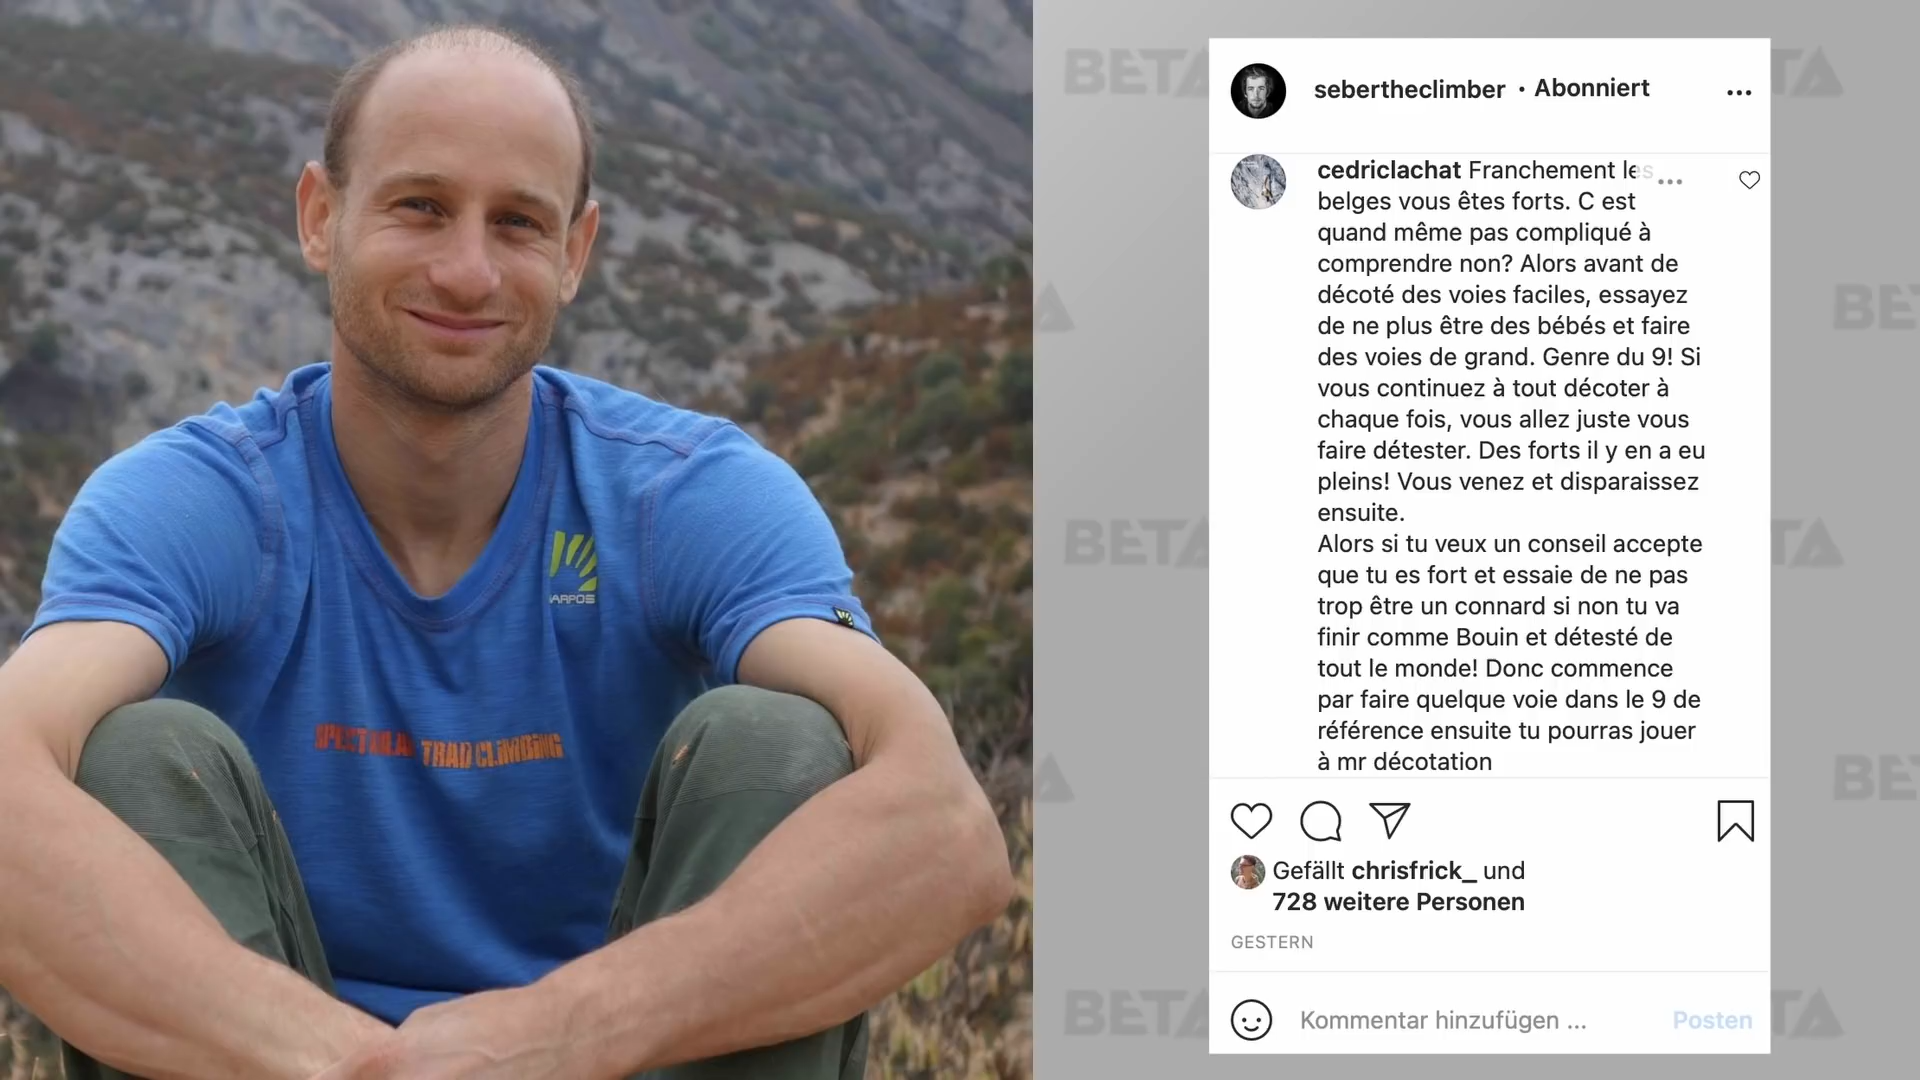 BETA
sebertheclimber • Abonniert
cedriclachat Franchement les
belges vous êtes forts. C est
quand même pas compliqué à
comprendre non? Alors avant de
décoté des voies faciles, essayez
de ne plus être des bébés et faire
des voies de grand. Genre du 9! Si
vous continuez à tout décoter à
chaque fois, vous allez juste vous
faire détester. Des forts il y en a eu
pleins! Vous venez et disparaissez
ensuite.
Alors si tu veux un conseil accepte
que tu es fort et essaie de ne pas
trop être un connard si non tu va
finir comme Bouin et détesté de
tout le monde! Donc commence
par faire quelque voie dans le 9 de
référence ensuite tu pourras jouer
à mr décotation
Gefällt chrisfrick_ und
728 weitere Personen
GESTERN
Kommentar hinzufügen ...
Posten
ARPOS
TRAD CLIMBING